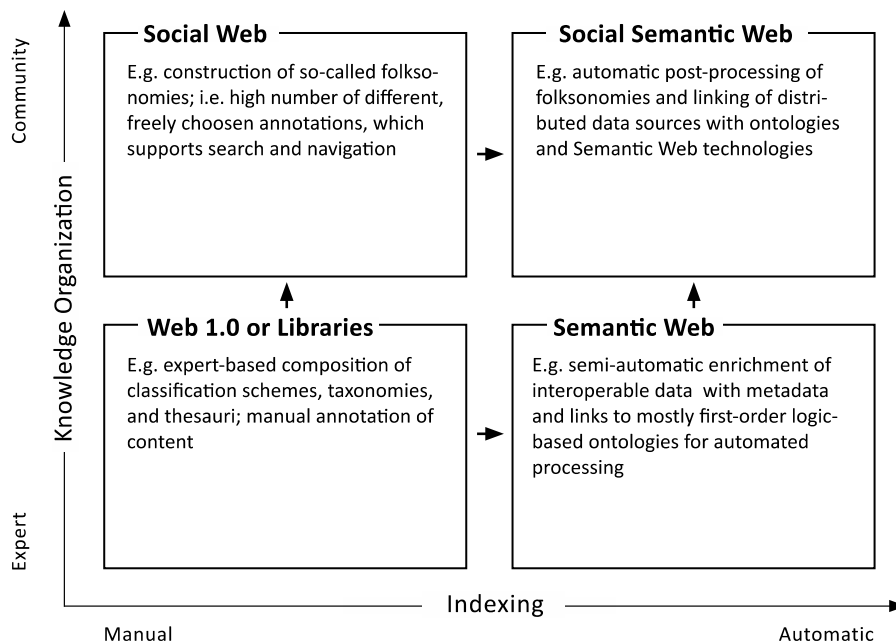 Community
Knowledge Organization
Expert
Social Web
E.g. construction of so-called folkso-
nomies; i.e. high number of different,
freely choosen annotations, which
supports search and navigation
Social Semantic Web
E.g. automatic post-processing of
folksonomies and linking of distri-
buted data sources with ontologies
and Semantic Web technologies
Web 1.0 or Libraries
E.g. expert-based composition of
classification schemes, taxonomies,
and thesauri; manual annotation of
content
Semantic Web
E.g. semi-automatic enrichment of
interoperable data with metadata
and links to mostly first-order logic-
based ontologies for automated
processing
Indexing
Manual
Automatic